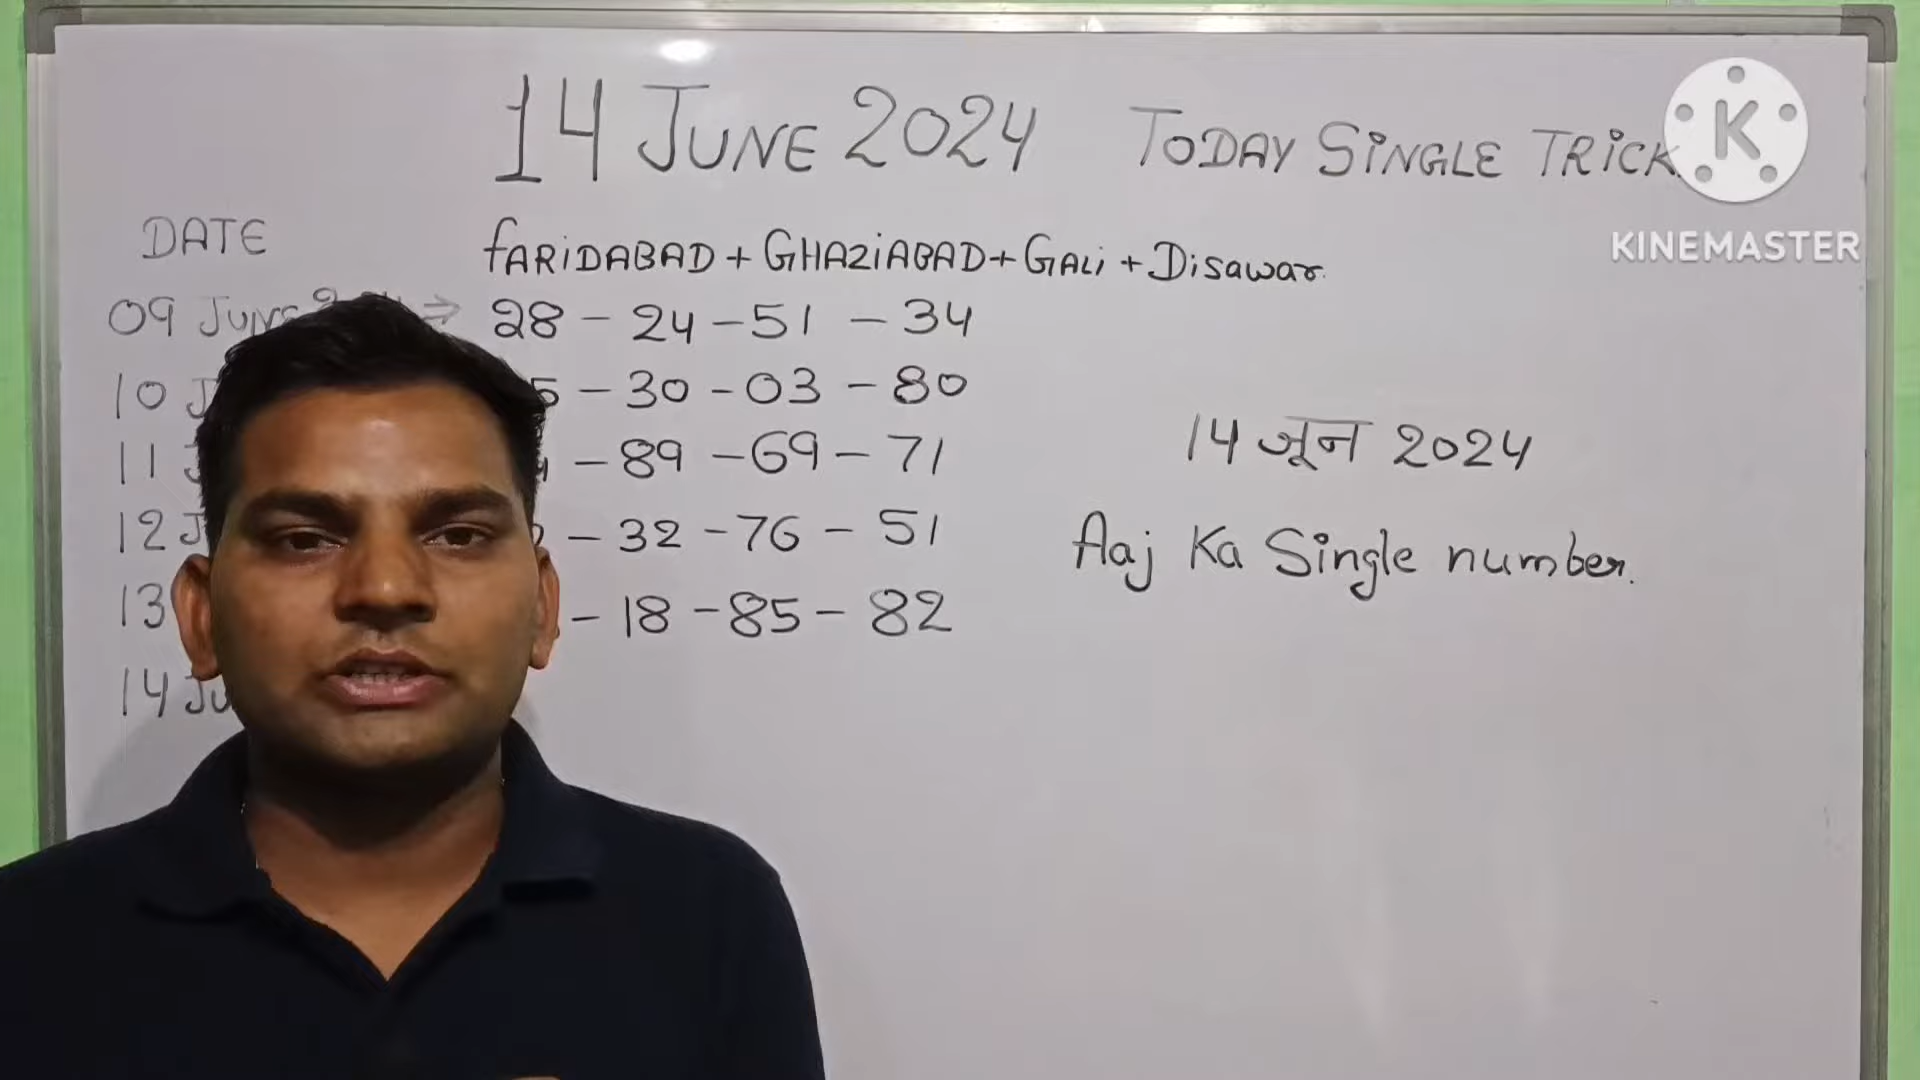 14 JUNE 2024 TODAY SiNGLE TRiCK
KINEMASTER
DATE fARiDABAD + GHAZiABAD + GALi + Disawar.
09 June → 28 - 24 - 51 - 34
10 - 30 - 03 - 80
11 - 89 - 69 - 71
12 - 32 - 76 - 51
13 - 18 - 85 - 82
14
14 जून 2024
Aaj Ka Single number.